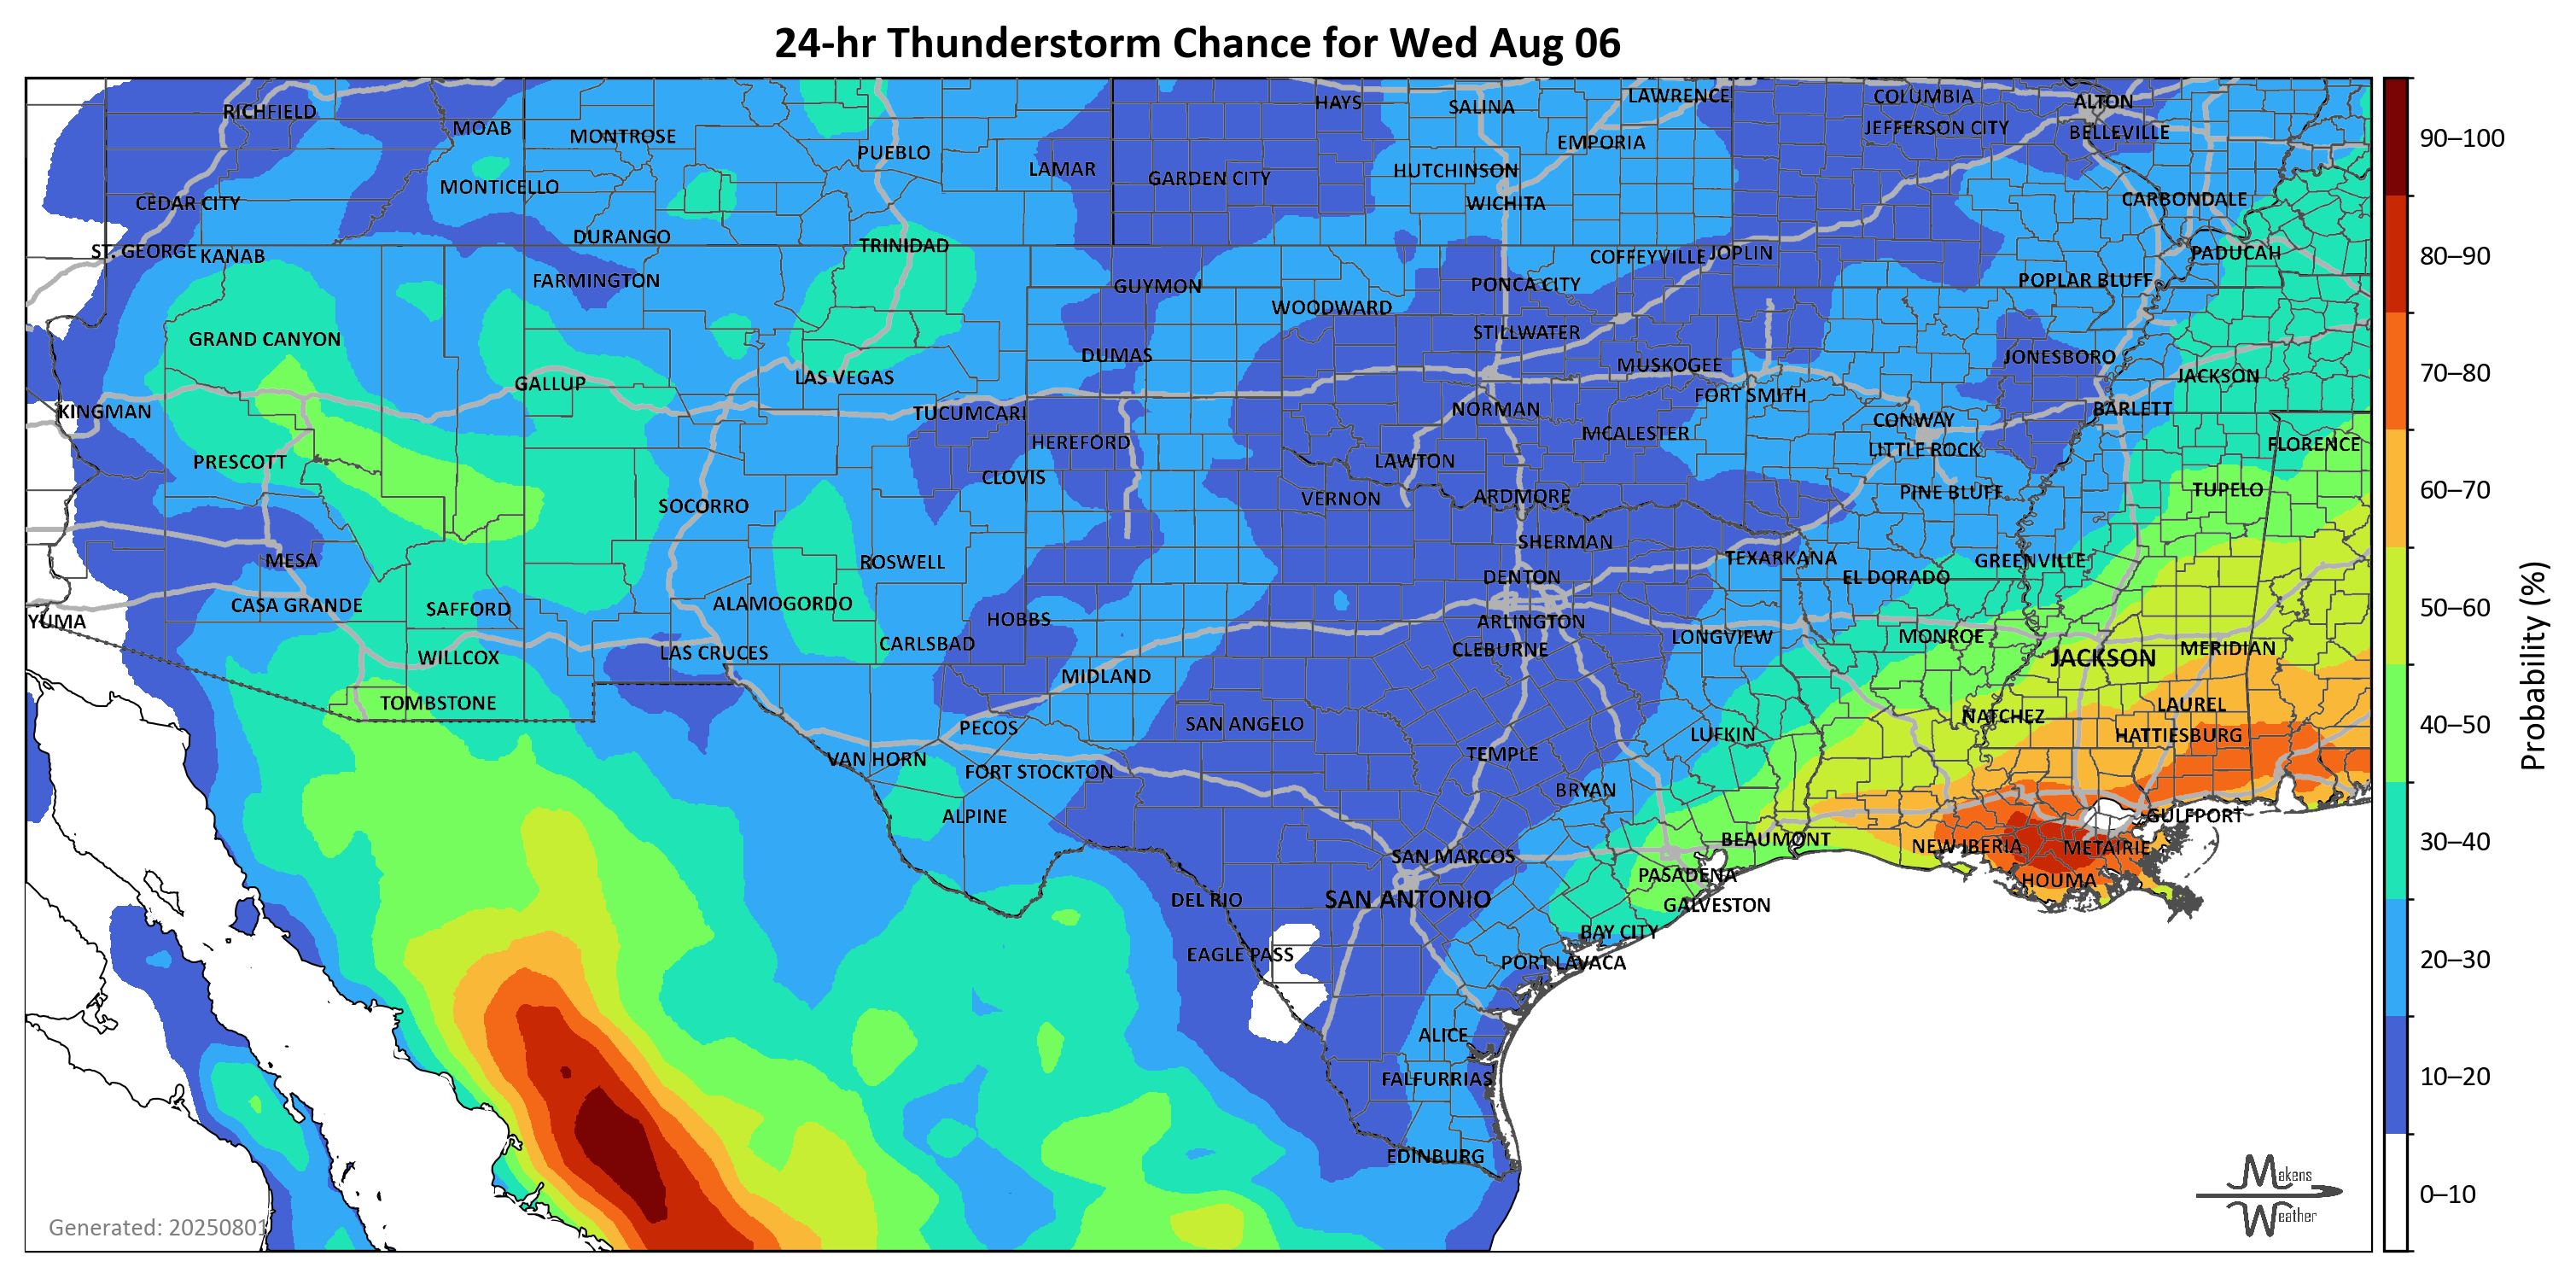 24-hr Thunderstorm Chance for Wed Aug 06
RICHFIELD
MOAB
MONTROSE
PUEBLO
LAMAR
HAYS
SALINA
LAWRENCE
COLUMBIA
ALTON
JEFFERSON CITY
BELLEVILLE
EMPORIA
HUTCHINSON
GARDEN CITY
MONTICELLO
CEDAR CITY
WICHITA
CARBONDALE
DURANGO
TRINIDAD
ST. GEORGE
KANAB
COFFEYVILLE
JOPLIN
PADUCAH
FARMINGTON
GUYMON
PONCA CITY
POPLAR BLUFF
WOODWARD
GRAND CANYON
STILLWATER
DUMAS
JONESBORO
MUSKOGEE
GALLUP
LAS VEGAS
JACKSON
FORT SMITH
KINGMAN
TUCUMCARI
NORMAN
BARLETT
CONWAY
HEREFORD
MCALESTER
FLORENCE
LITTLE ROCK
PRESCOTT
LAWTON
CLOVIS
PINE BLUFF
TUPELO
VERNON
ARDMORE
SOCORRO
SHERMAN
MESA
ROSWELL
TEXARKANA
GREENVILLE
DENTON
EL DORADO
CASA GRANDE
SAFFORD
ALAMOGORDO
HOBBS
YUMA
ARLINGTON
LONGVIEW
MONROE
CARLSBAD
LAS CRUCES
CLEBURNE
MERIDIAN
WILLCOX
JACKSON
MIDLAND
TOMBSTONE
LAUREL
NATCHEZ
PECOS
SAN ANGELO
LUFKIN
HATTIESBURG
VAN HORN
TEMPLE
FORT STOCKTON
BRYAN
ALPINE
GULFPORT
BEAUMONT
NEW IBERIA
METAIRIE
SAN MARCOS
PASADENA
HOUMA
DEL RIO
SAN ANTONIO
GALVESTON
BAY CITY
EAGLE PASS
PORT LAVACA
ALICE
FALFURRIAS
EDINBURG
Generated: 20250801
Makens
Weather
90–100
80–90
70–80
60–70
50–60
40–50
30–40
20–30
10–20
0–10
Probability (%)